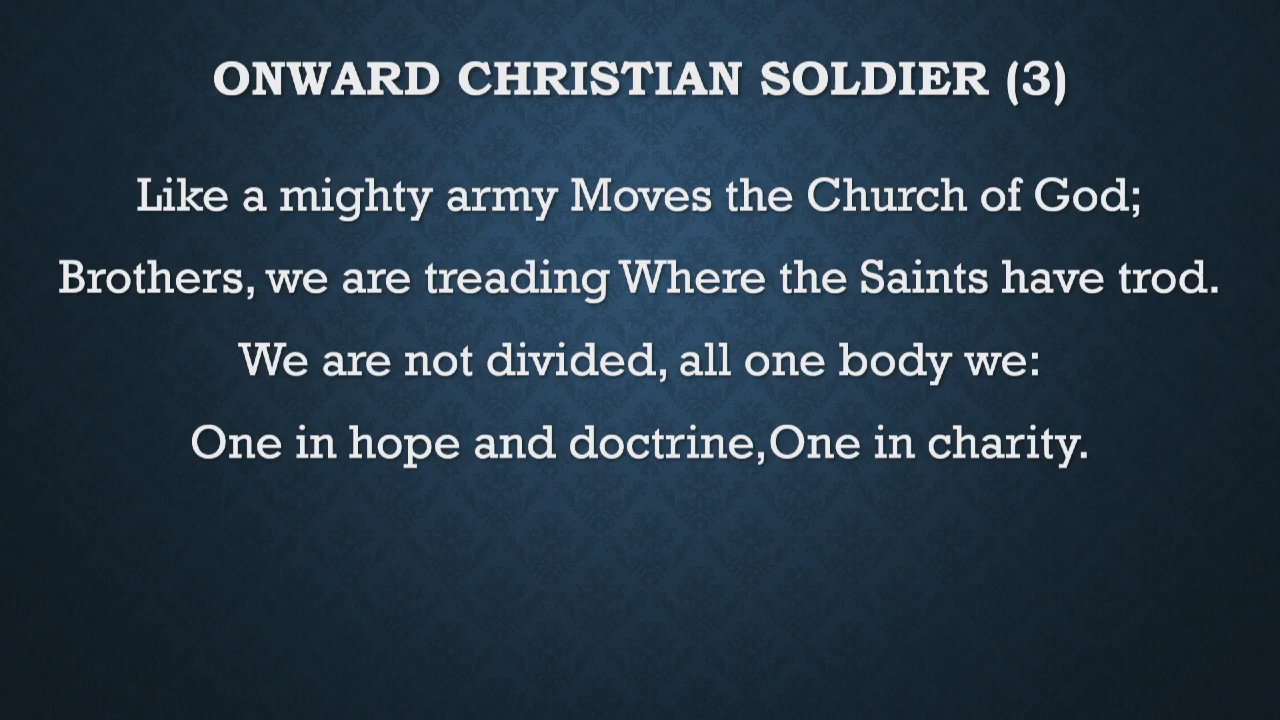 ONWARD CHRISTIAN SOLDIER (3)
Like a mighty army Moves the Church of God;
Brothers, we are treading Where the Saints have trod.
We are not divided, all one body we:
One in hope and doctrine,One in charity.